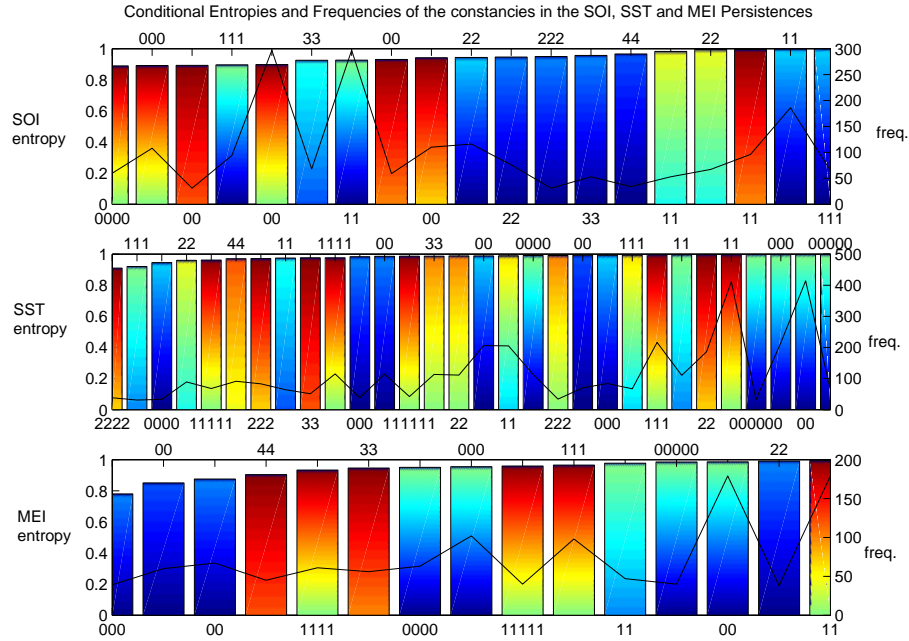 Conditional Entropies and Frequencies of the constancies in the SOI, SST and MEI Persistences
000 111 33 00 22 222 44 22 11
1 300
0.8 250
SOI entropy 0.6 200
freq.
0.4 150
100
0.2 50
0 0
0000 00 00 11 00 22 33 11 11 111
111 22 44 11 1111 00 33 00 0000 00 111 11 11 000 00000
1 500
0.8 400
SST entropy 0.6 300
freq.
0.4 200
0.2 100
0 0
2222 0000 11111 222 33 000 111111 22 11 222 000 111 22 000000 00
00 44 33 000 111 00000 22
1 200
0.8 150
MEI entropy 0.6
freq.
0.4 100
0.2 50
0 0
000 00 1111 0000 11111 11 00 11